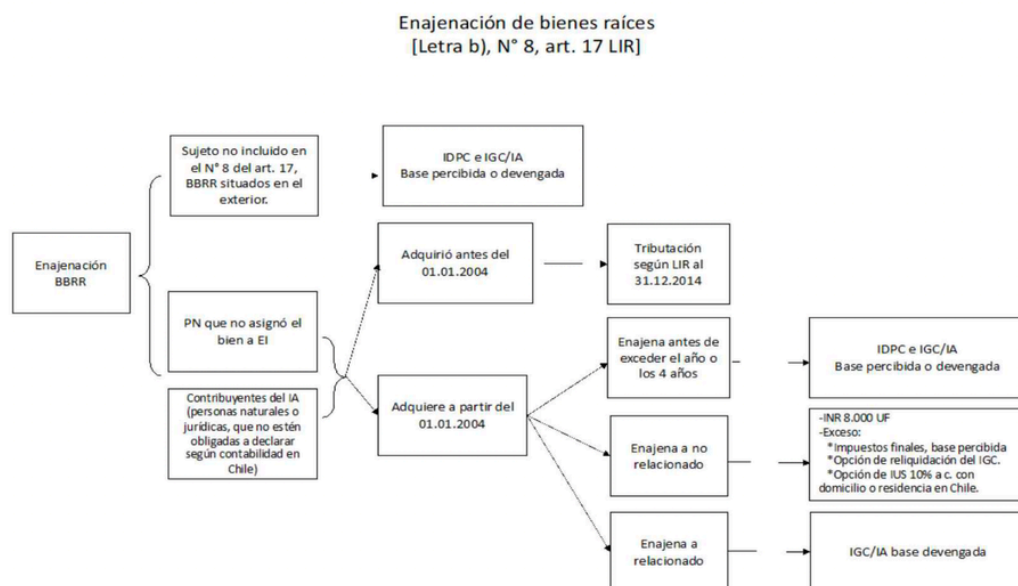 Enajenación de bienes raíces
[Letra b), N° 8, art. 17 LIR]
Sujeto no incluido en
el N° 8 del art. 17,
BBRR situados en el
exterior.
IDPC e IGC/IA
Base percibida o devengada
Enajenación
BBRR
Adquirió antes del
01.01.2004
Tributación
según LIR al
31.12.2014
PN que no asignó el
bien a EI
Contribuyentes del IA
(personas naturales o
jurídicas, que no estén
obligadas a declarar
según contabilidad en
Chile)
Adquiere a partir del
01.01.2004
Enajena antes de
exceder el año o
los 4 años
IDPC e IGC/IA
Base percibida o devengada
Enajena a no
relacionado
-INR 8.000 UF
-Exceso:
*Impuestos finales, base percibida
*Opción de reliquidación del IGC.
*Opción de IUS 10% a c. con
domicilio o residencia en Chile.
Enajena a
relacionado
IGC/IA base devengada